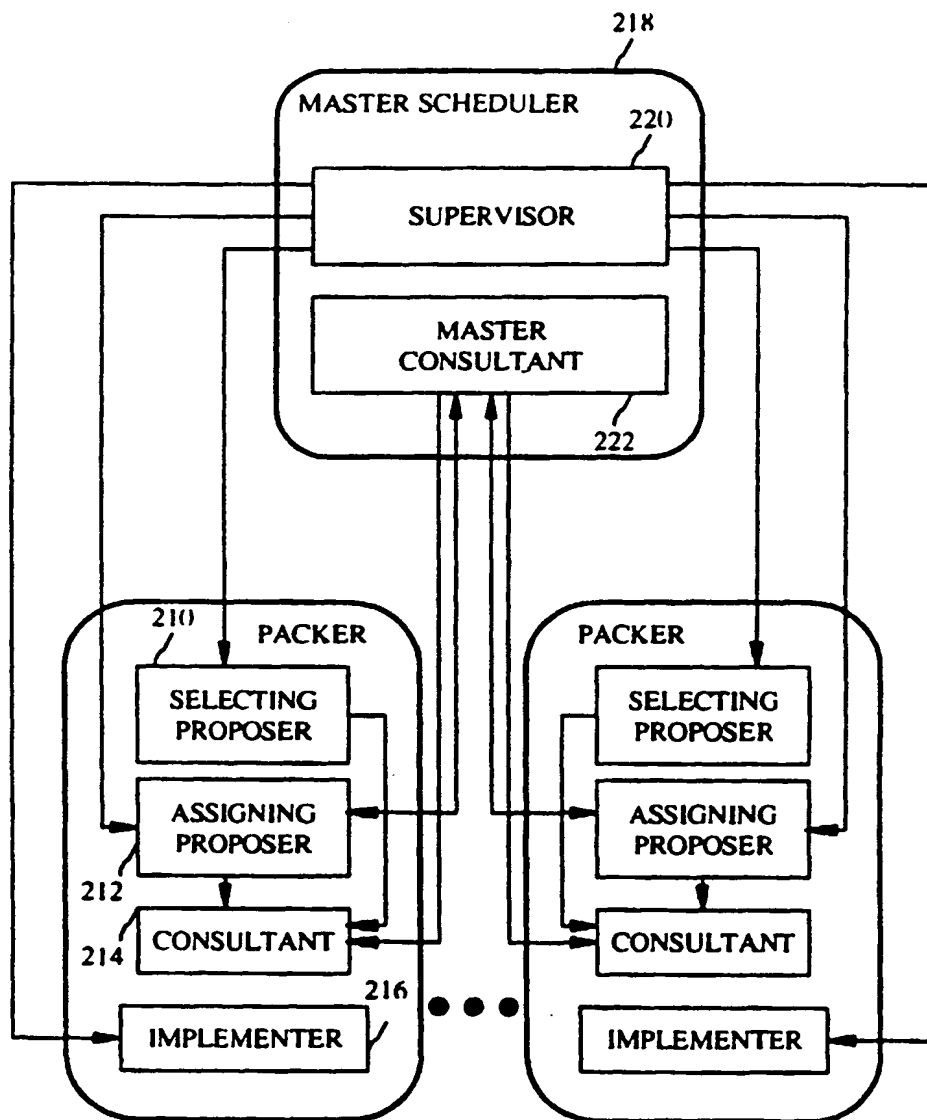 218
MASTER SCHEDULER
220
SUPERVISOR
MASTER
CONSULTANT
222
210
PACKER
SELECTING
PROPOSER
ASSIGNING
PROPOSER
212
214
CONSULTANT
216
IMPLEMENTER
PACKER
SELECTING
PROPOSER
ASSIGNING
PROPOSER
CONSULTANT
IMPLEMENTER